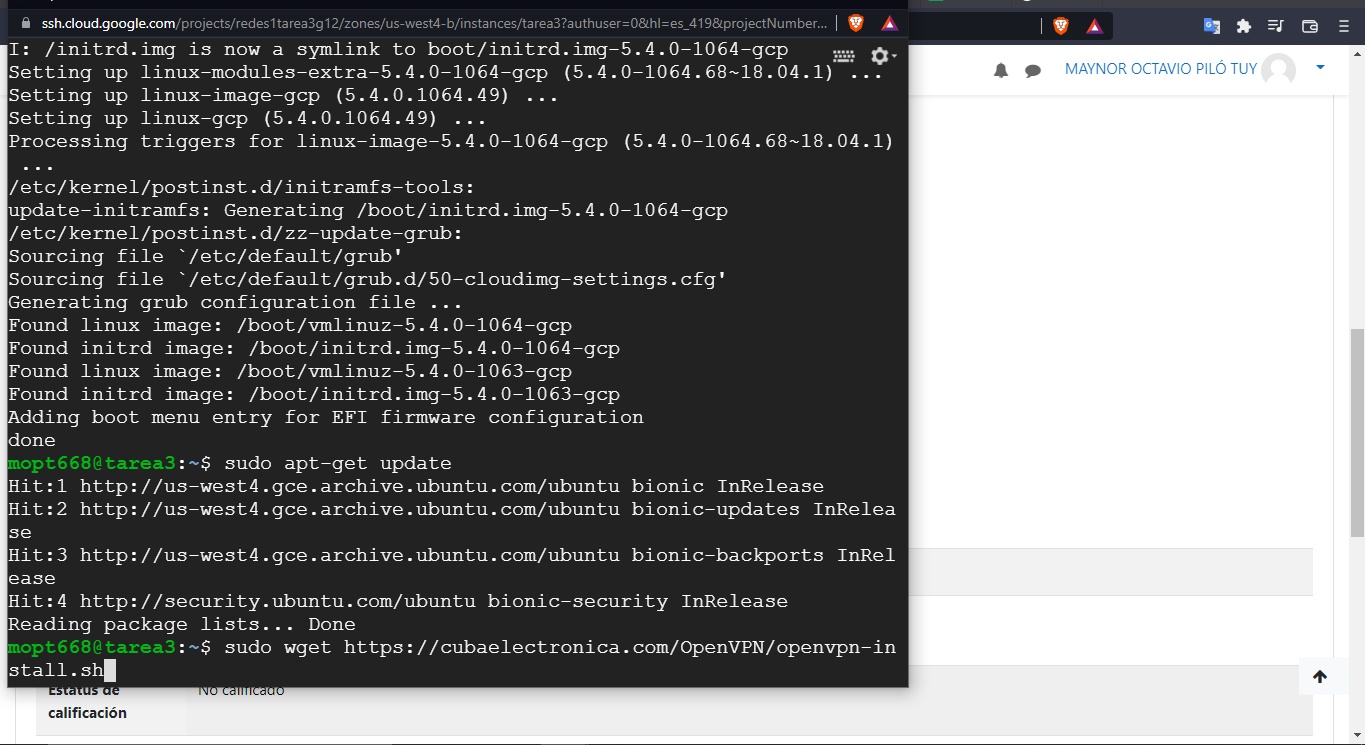 ssh.cloud.google.com/projects/redes1tarea3g12/zones/us-west4-b/instances/tarea3?authuser=0&hl=es_419&projectNumber...
I: /initrd.img is now a symlink to boot/initrd.img-5.4.0-1064-gcp
Setting up linux-modules-extra-5.4.0-1064-gcp (5.4.0-1064.68~18.04.1) ...
Setting up linux-image-gcp (5.4.0.1064.49) ...
Setting up linux-gcp (5.4.0.1064.49) ...
Processing triggers for linux-image-5.4.0-1064-gcp (5.4.0-1064.68~18.04.1)
 ...
/etc/kernel/postinst.d/initramfs-tools:
update-initramfs: Generating /boot/initrd.img-5.4.0-1064-gcp
/etc/kernel/postinst.d/zz-update-grub:
Sourcing file `/etc/default/grub'
Sourcing file `/etc/default/grub.d/50-cloudimg-settings.cfg'
Generating grub configuration file ...
Found linux image: /boot/vmlinuz-5.4.0-1064-gcp
Found initrd image: /boot/initrd.img-5.4.0-1064-gcp
Found linux image: /boot/vmlinuz-5.4.0-1063-gcp
Found initrd image: /boot/initrd.img-5.4.0-1063-gcp
Adding boot menu entry for EFI firmware configuration
done
mopt668@tarea3:~$ sudo apt-get update
Hit:1 http://us-west4.gce.archive.ubuntu.com/ubuntu bionic InRelease
Hit:2 http://us-west4.gce.archive.ubuntu.com/ubuntu bionic-updates InRelea
se
Hit:3 http://us-west4.gce.archive.ubuntu.com/ubuntu bionic-backports InRel
ease
Hit:4 http://security.ubuntu.com/ubuntu bionic-security InRelease
Reading package lists... Done
mopt668@tarea3:~$ sudo wget https://cubaelectronica.com/OpenVPN/openvpn-in
stall.sh
MAYNOR OCTAVIO PILÓ TUY
Estatus de
calificación
No calificado